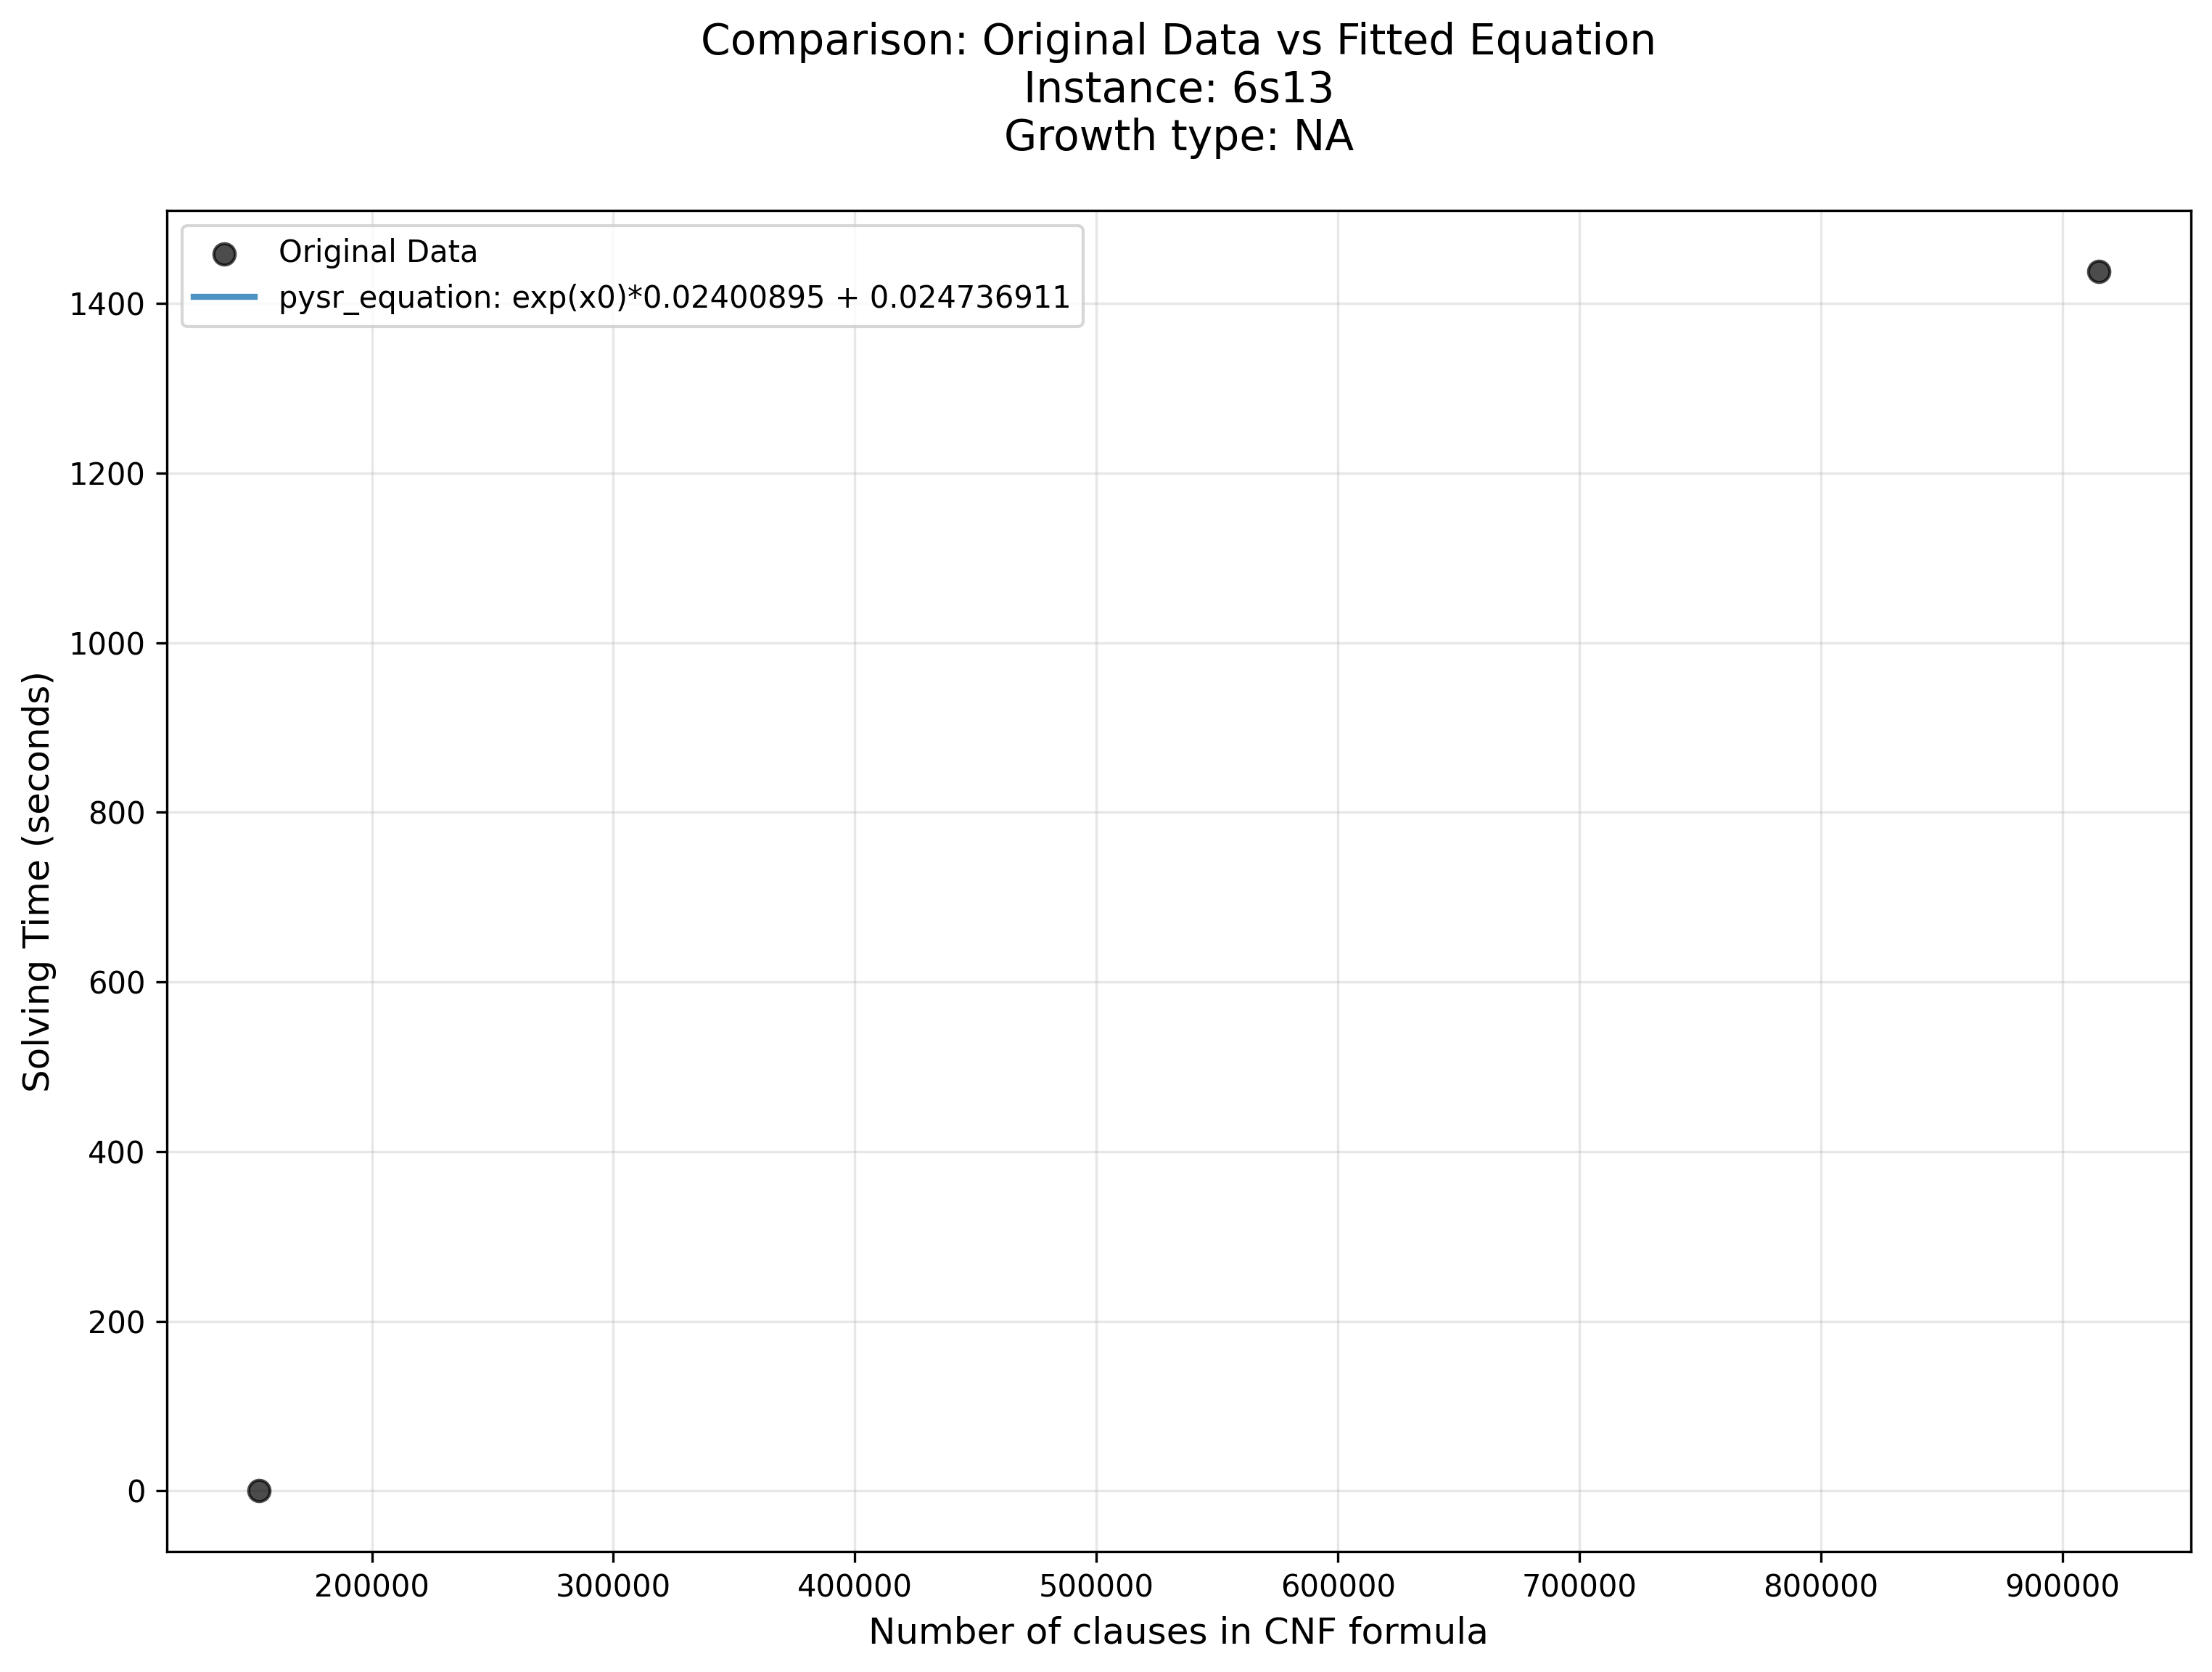 Comparison: Original Data vs Fitted Equation
Instance: 6s13
Growth type: NA
Original Data
pysr_equation: exp(x0)*0.02400895 + 0.024736911
1400
1200
1000
800
600
400
200
0
Solving Time (seconds)
200000
300000
400000
500000
600000
700000
800000
900000
Number of clauses in CNF formula